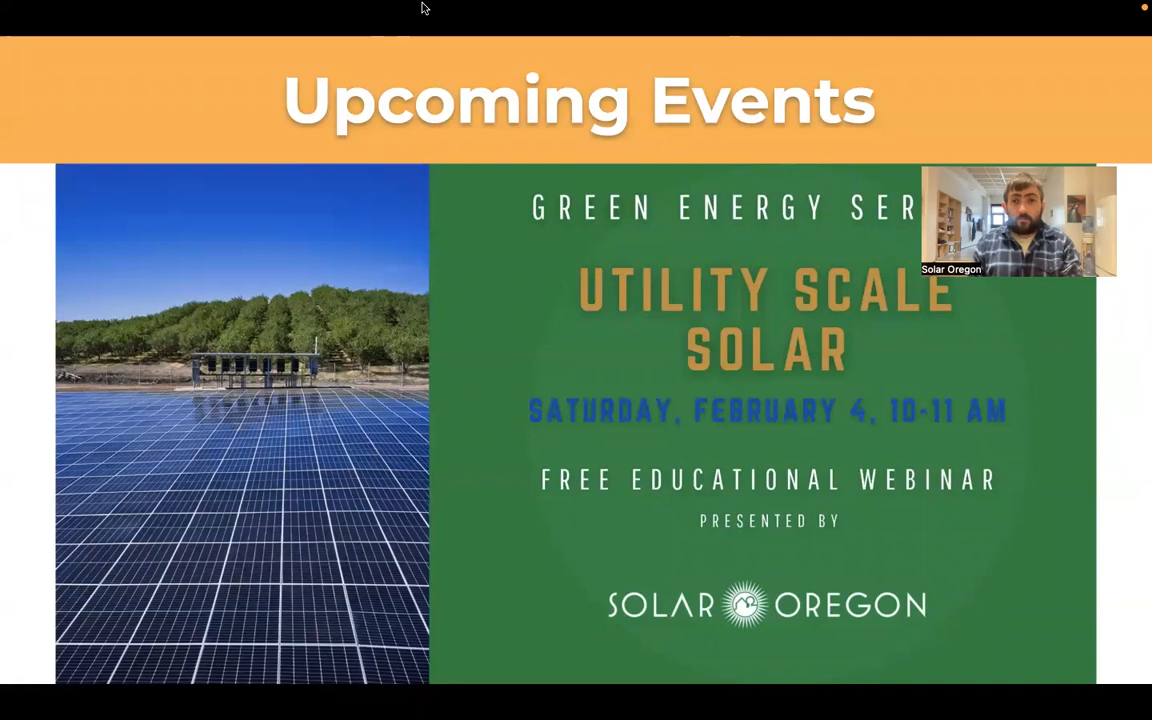 Upcoming Events
GREEN ENERGY SER
Solar Oregon
UTILITY SCALE
SOLAR
SATURDAY, FEBRUARY 4, 10-11 AM
FREE EDUCATIONAL WEBINAR
PRESENTED BY
SOLAR OREGON